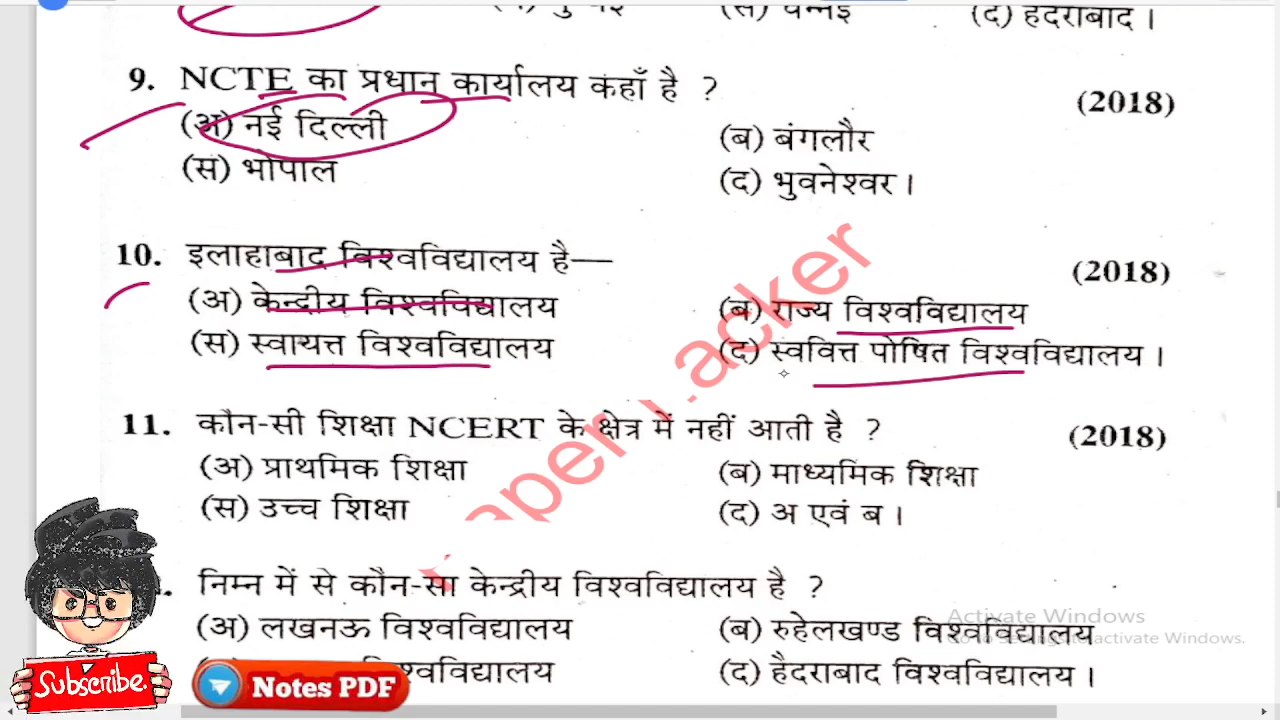 (द) हैदराबाद ।
9. NCTE का प्रधान कार्यालय कहाँ है ? (2018)
(अ) नई दिल्ली (ब) बंगलौर
(स) भोपाल (द) भुवनेश्वर ।
10. इलाहाबाद विश्वविद्यालय है— (2018)
(अ) केन्द्रीय विश्वविद्यालय (ब) राज्य विश्वविद्यालय
(स) स्वायत्त विश्वविद्यालय (द) स्ववित्त पोषित विश्वविद्यालय ।
11. कौन-सी शिक्षा NCERT के क्षेत्र में नहीं आती है ? (2018)
(अ) प्राथमिक शिक्षा (ब) माध्यमिक शिक्षा
(स) उच्च शिक्षा (द) अ एवं ब ।
निम्न में से कौन-सा केन्द्रीय विश्वविद्यालय है ?
(अ) लखनऊ विश्वविद्यालय (ब) रुहेलखण्ड विश्वविद्यालय
(द) हैदराबाद विश्वविद्यालय ।
Activate Windows
Subscribe.
Notes PDF